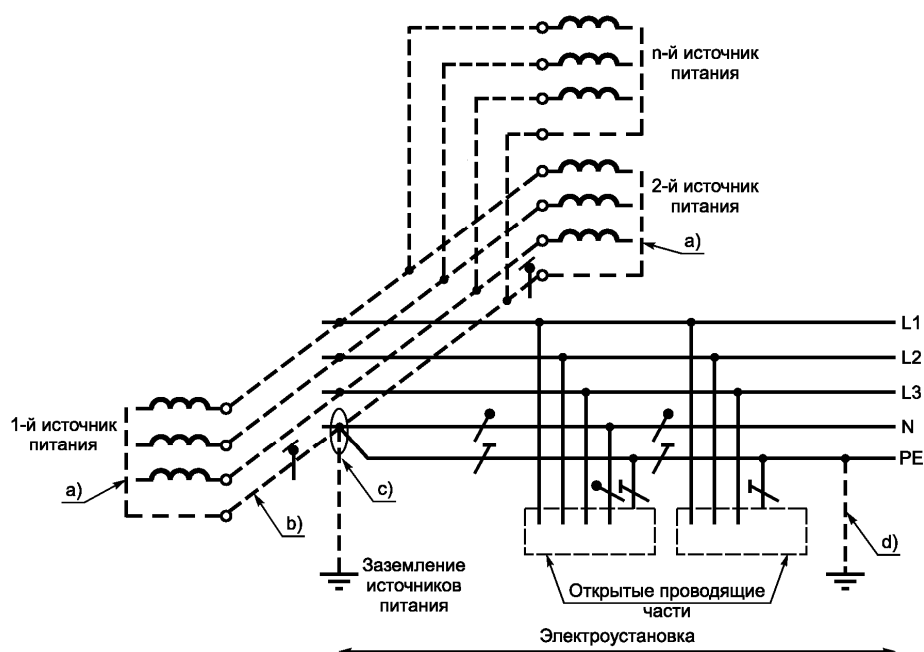 n-й источник
питания
2-й источник
питания
a)
L1
L2
L3
N
PE
1-й источник
питания
a)
b)
c)
d)
Заземление
источников
питания
Открытые проводящие
части
Электроустановка